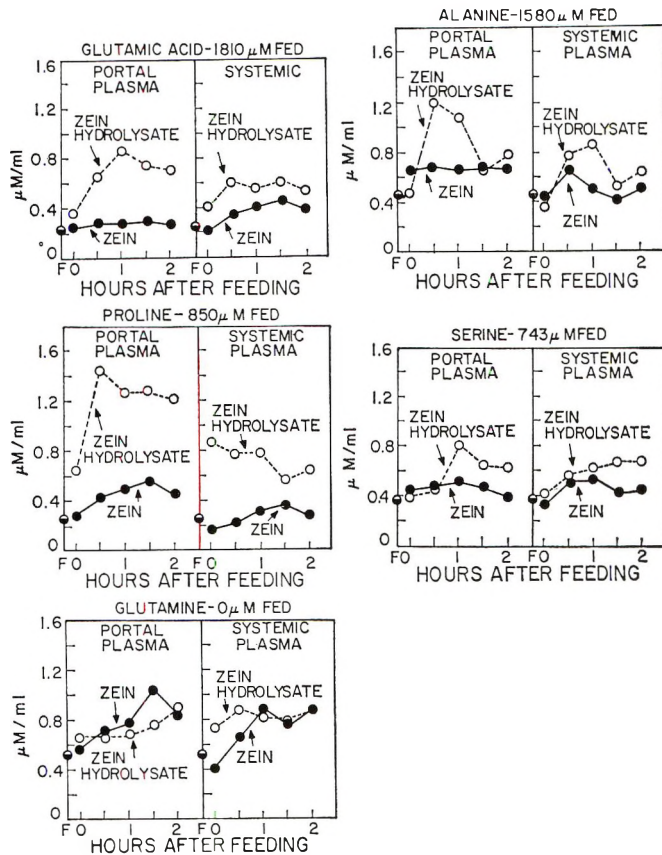 GLUTAMIC ACID-1810 μM FED
PORTAL PLASMA
SYSTEMIC
1.6
1.2
0.8
0.4
0
μM/ml
ZEIN HYDROLYSATE
ZEIN
ZEIN HYDROLYSATE
ZEIN
F 0 1 2 F 0 1 2
HOURS AFTER FEEDING
ALANINE-1580 μM FED
PORTAL PLASMA
SYSTEMIC PLASMA
1.6
1.2
0.8
0.4
0
μM/ml
ZEIN HYDROLYSATE
ZEIN
ZEIN HYDROLYSATE
ZEIN
F 0 1 2 F 0 1 2
HOURS AFTER FEEDING
PROLINE-850μM FED
PORTAL PLASMA
SYSTEMIC PLASMA
1.6
1.2
0.8
0.4
0
μM/ml
ZEIN HYDROLYSATE
ZEIN
ZEIN HYDROLYSATE
ZEIN
F 0 1 2 F 0 1 2
HOURS AFTER FEEDING
SERINE-743μMFED
PORTAL PLASMA
SYSTEMIC PLASMA
1.6
1.2
0.8
0.4
0
μM/ml
ZEIN HYDROLYSATE
ZEIN
ZEIN HYDROLYSATE
ZEIN
F 0 1 2 F 0 1 2
HOURS AFTER FEEDING
GLUTAMINE-0μM FED
PORTAL PLASMA
SYSTEMIC PLASMA
1.6
1.2
0.8
0.4
0
μM/ml
ZEIN
ZEIN HYDROLYSATE
ZEIN HYDROLYSATE
ZEIN
F 0 1 2 F 0 1 2
HOURS AFTER FEEDING